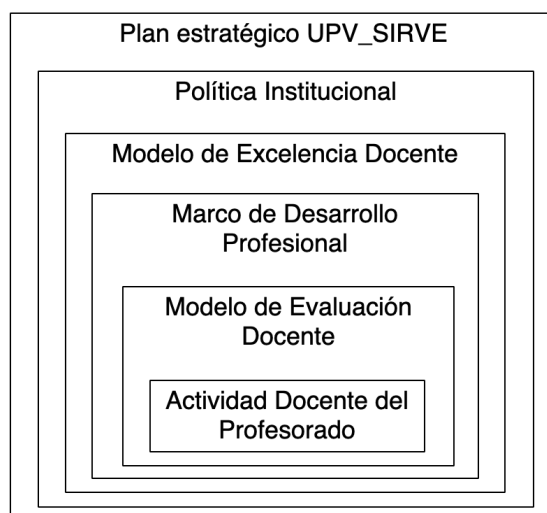 Plan estratégico UPV_SIRVE
Política Institucional
Modelo de Excelencia Docente
Marco de Desarrollo
Profesional
Modelo de Evaluación
Docente
Actividad Docente del
Profesorado